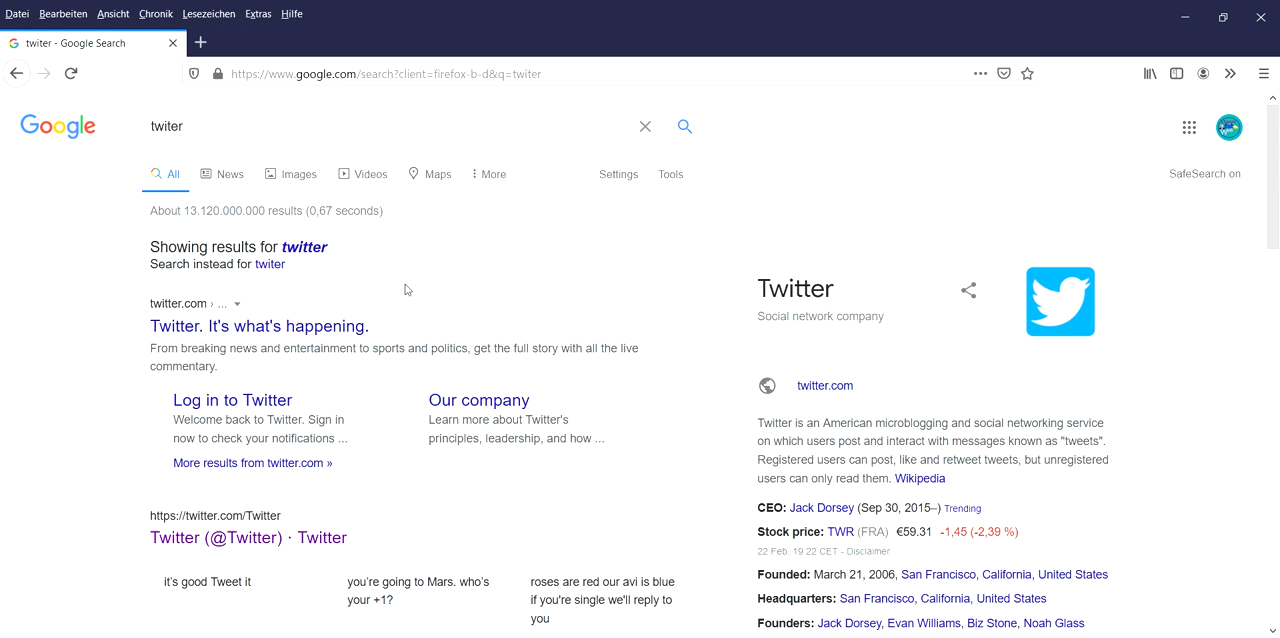 Datei Bearbeiten Ansicht Chronik Lesezeichen Extras Hilfe
twiter - Google Search
https://www.google.com/search?client=firefox-b-d&q=twiter
Google
twiter
All News Images Videos Maps More Settings Tools
SafeSearch on
About 13.120.000.000 results (0,67 seconds)
Showing results for twitter
Search instead for twiter
twitter.com › ...
Twitter. It's what's happening.
From breaking news and entertainment to sports and politics, get the full story with all the live
commentary.
Log in to Twitter
Welcome back to Twitter. Sign in
now to check your notifications ...
Our company
Learn more about Twitter's
principles, leadership, and how ...
More results from twitter.com »
https://twitter.com/Twitter
Twitter (@Twitter) · Twitter
it's good Tweet it
you're going to Mars. who's
your +1?
roses are red our avi is blue
if you're single we'll reply to
you
Twitter
Social network company
twitter.com
Twitter is an American microblogging and social networking service
on which users post and interact with messages known as "tweets".
Registered users can post, like and retweet tweets, but unregistered
users can only read them. Wikipedia
CEO: Jack Dorsey (Sep 30, 2015–) Trending
Stock price: TWR (FRA) €59.31 -1,45 (-2,39 %)
22 Feb, 19:22 CET - Disclaimer
Founded: March 21, 2006, San Francisco, California, United States
Headquarters: San Francisco, California, United States
Founders: Jack Dorsey, Evan Williams, Biz Stone, Noah Glass